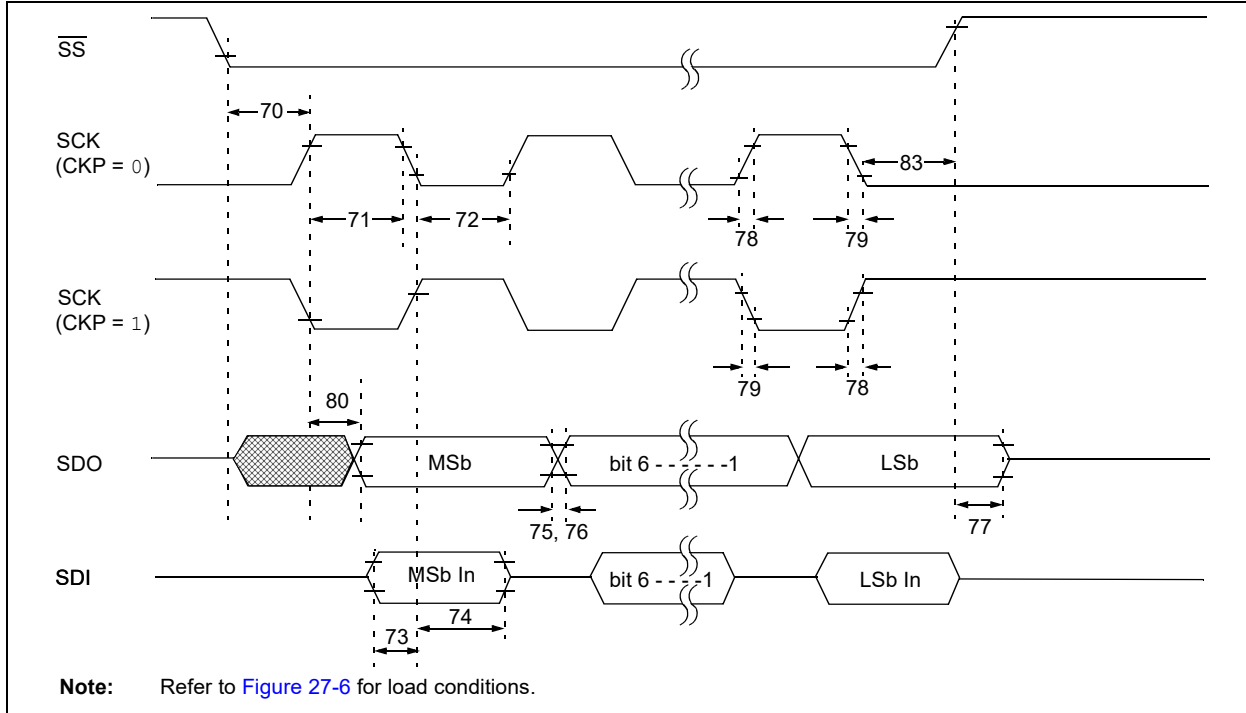 SS
70
SCK
(CKP = 0)
83
71
72
78
79
SCK
(CKP = 1)
79
78
80
SDO
MSb
bit 6 - - - - - -1
LSb
75, 76
77
SDI
MSb In
bit 6 - - - -1
LSb In
74
73
Note: Refer to Figure 27-6 for load conditions.